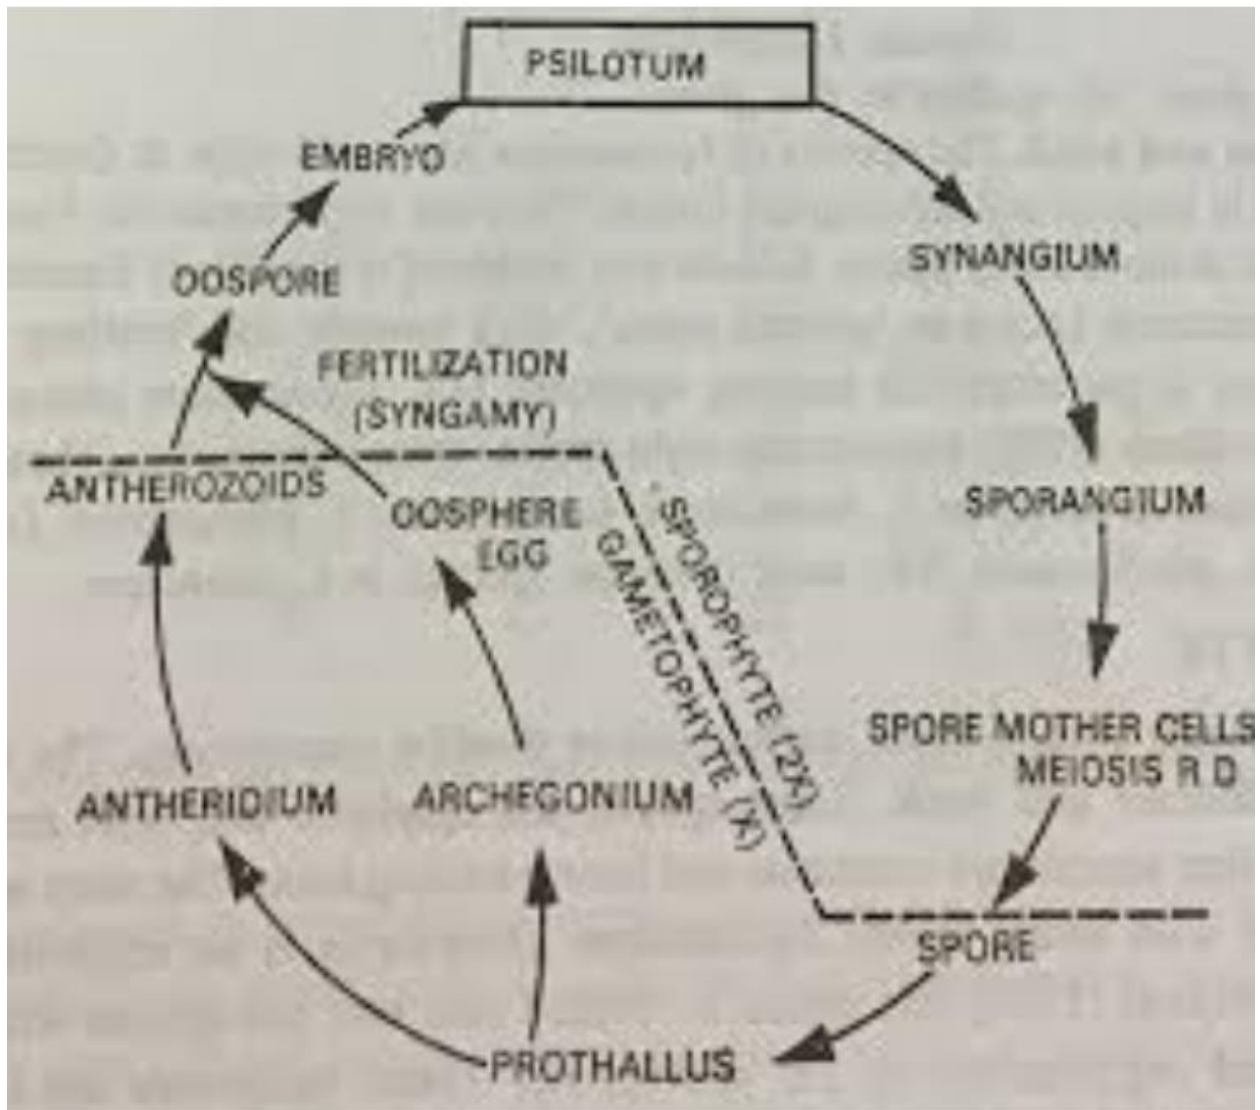 PSILOTUM
EMBRYO
SYNANGIUM
OOSPORE
FERTILIZATION
(SYNGAMY)
ANTHEROZOIDS
OOSPHERE
EGG
SPORANGIUM
SPOROPHYTE (2X)
GAMETOPHYTE (X)
SPORE MOTHER CELLS
MEIOSIS R D
ANTHERIDIUM
ARCHEGONIUM
SPORE
PROTHALLUS